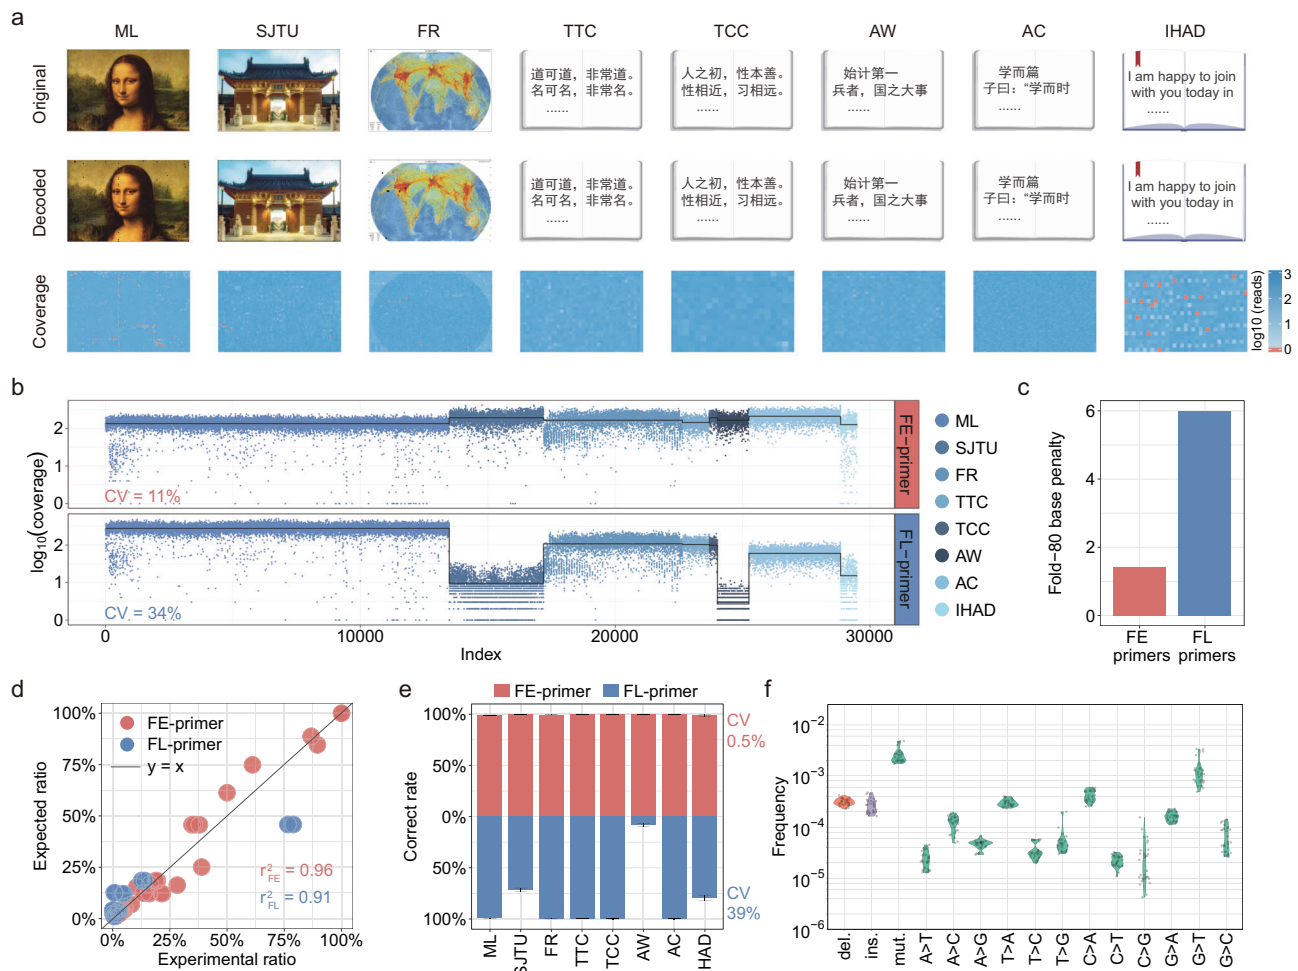 a
ML SJTU FR TTC TCC AW AC IHAD
Original
道可道，非常道。
名可名，非常名。
......
人之初，性本善。
性相近，习相远。
......
始计第一
兵者，国之大事
......
学而篇
子曰：“学而时
......
I am happy to join
with you today in
......
Decoded
道可道，非常道。
名可名，非常名。
......
人之初，性本善。
性相近，习相远。
......
始计第一
兵者，国之大事
......
学而篇
子曰：“学而时
......
I am happy to join
with you today in
......
Coverage
3
2
1
0
log10 (reads)
b
log10(coverage)
2
1
0
CV = 11%
FE-primer
2
1
0
CV = 34%
FL-primer
0 10000 20000 30000
Index
ML
SJTU
FR
TTC
TCC
AW
AC
IHAD
c
Fold-80 base penalty
6
4
2
0
FE primers
FL primers
d
Expected ratio
100%
75%
50%
25%
0%
FE-primer
FL-primer
y = x
r²FE = 0.96
r²FL = 0.91
0% 25% 50% 75% 100%
Experimental ratio
e
FE-primer FL-primer
Correct rate
100%
50%
0%
50%
100%
CV
0.5%
CV
39%
ML SJTU FR TTC TCC AW AC HAD
f
Frequency
10⁻²
10⁻³
10⁻⁴
10⁻⁵
10⁻⁶
del. ins. mut. A>T A>C A>G T>A T>C T>G C>A C>T C>G G>A G>T G>C